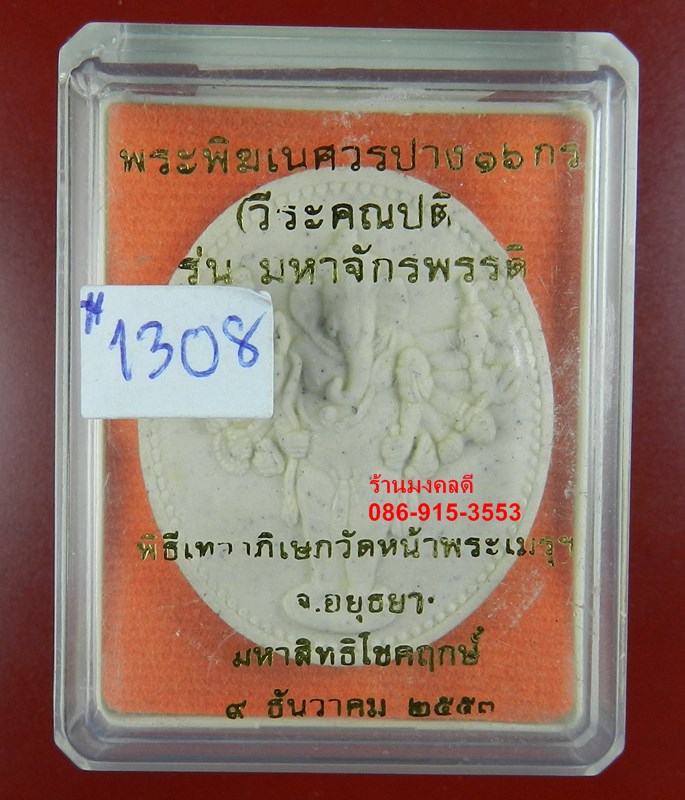 พระพิฆเนศวรปาง๑๖กร
(วีระคณปติ
รุ่น มหาจักรพรรดิ
#1308
ร้านมงคลดี
086-915-3553
พิธีเทวาภิเษกวัดหน้าพระเมรุฯ
จ.อยุธยา
มหาสิทธิโชคฤกษ์
๙ ธันวาคม ๒๕๕๓